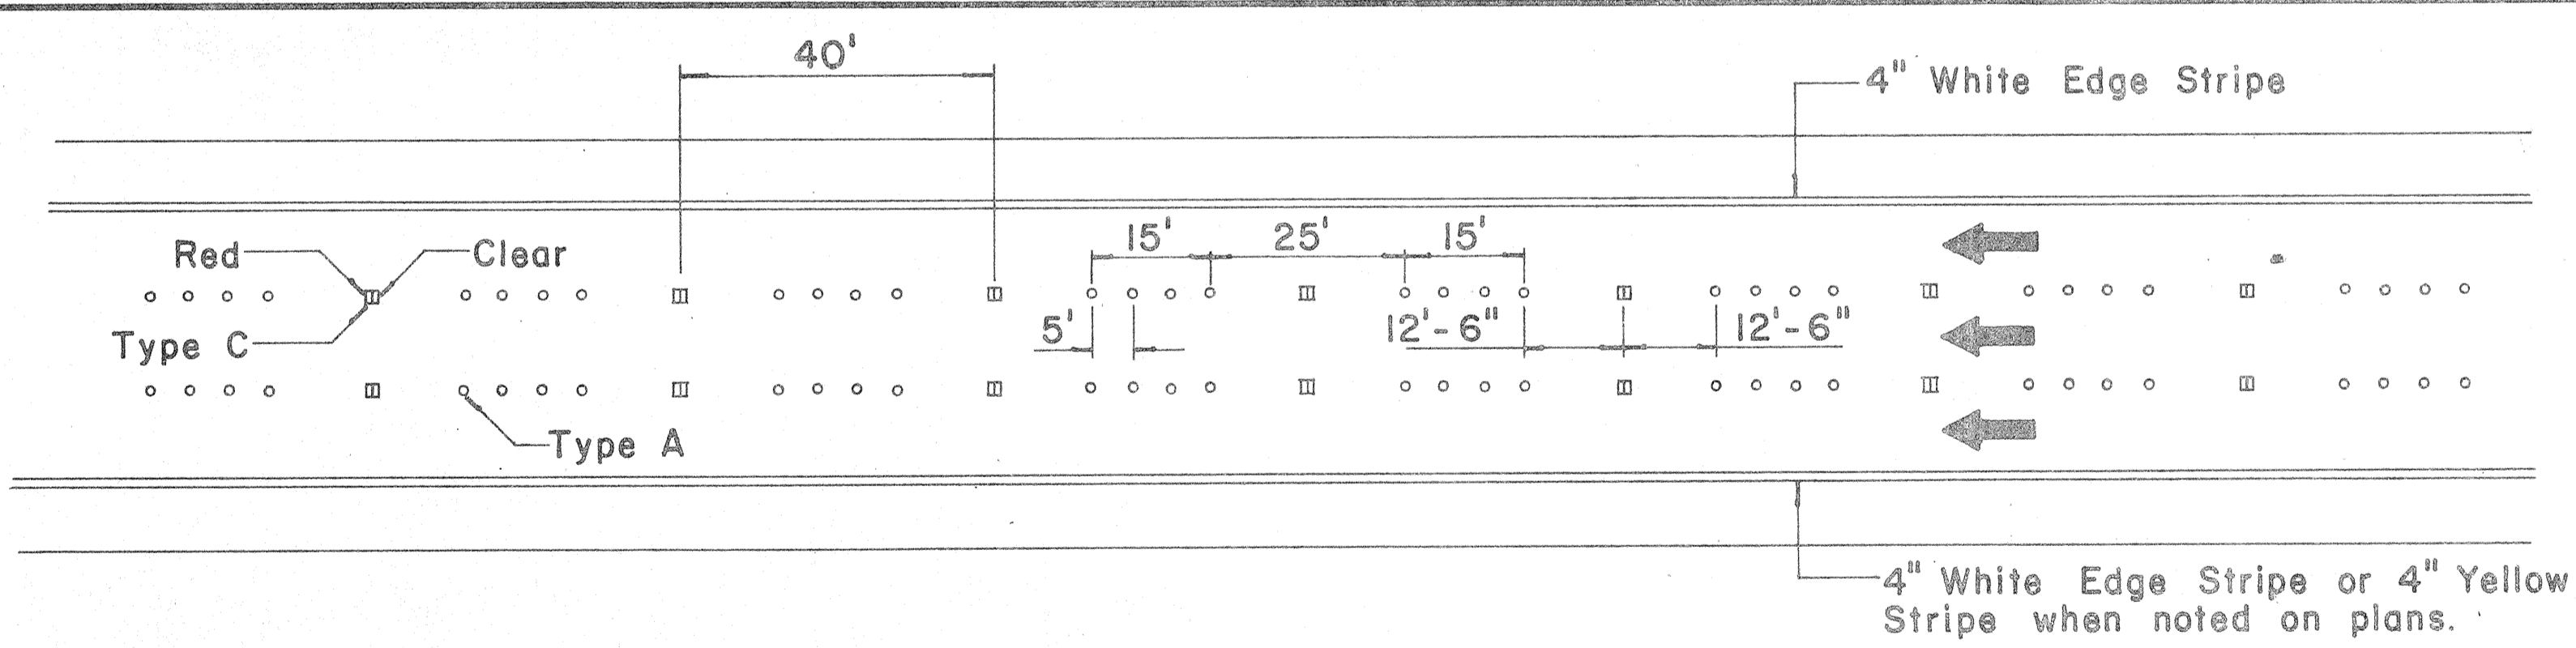 40'
4" White Edge Stripe
15' 25' 15'
Red Clear
5' 12'-6" 12'-6"
Type C
Type A
4" White Edge Stripe or 4" Yellow
Stripe when noted on plans.